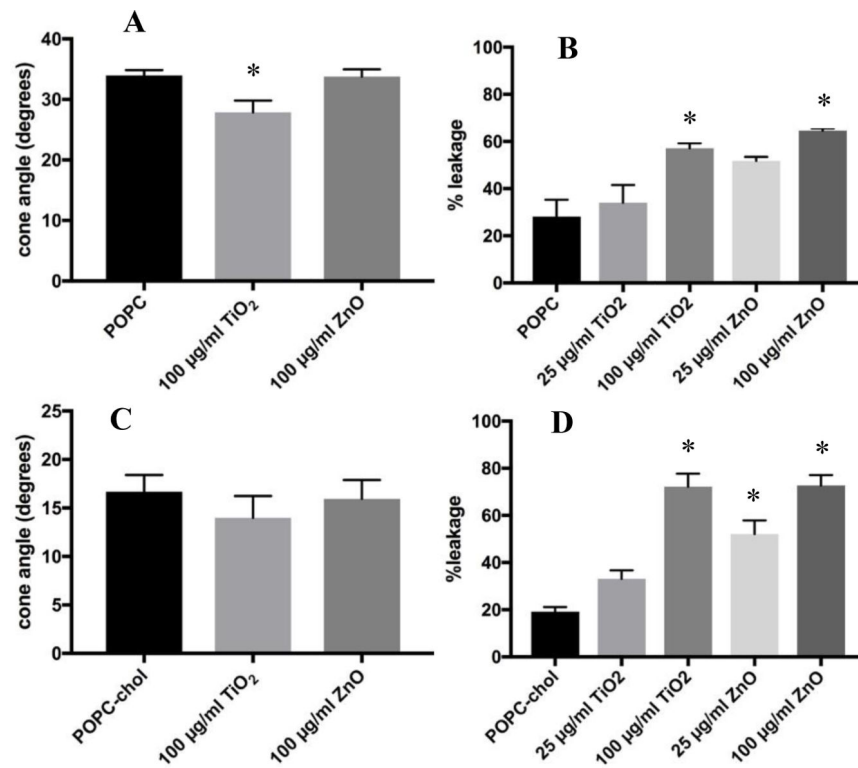 A
cone angle (degrees)
40
30
20
10
0
*
POPC
100 µg/ml TiO₂
100 µg/ml ZnO
B
% leakage
100
80
60
40
20
0
*
*
POPC
25 µg/ml TiO2
100 µg/ml TiO2
25 µg/ml ZnO
100 µg/ml ZnO
C
cone angle (degrees)
25
20
15
10
5
0
POPC-chol
100 µg/ml TiO₂
100 µg/ml ZnO
D
%leakage
100
80
60
40
20
0
*
*
*
POPC-chol
25 µg/ml TiO2
100 µg/ml TiO2
25 µg/ml ZnO
100 µg/ml ZnO